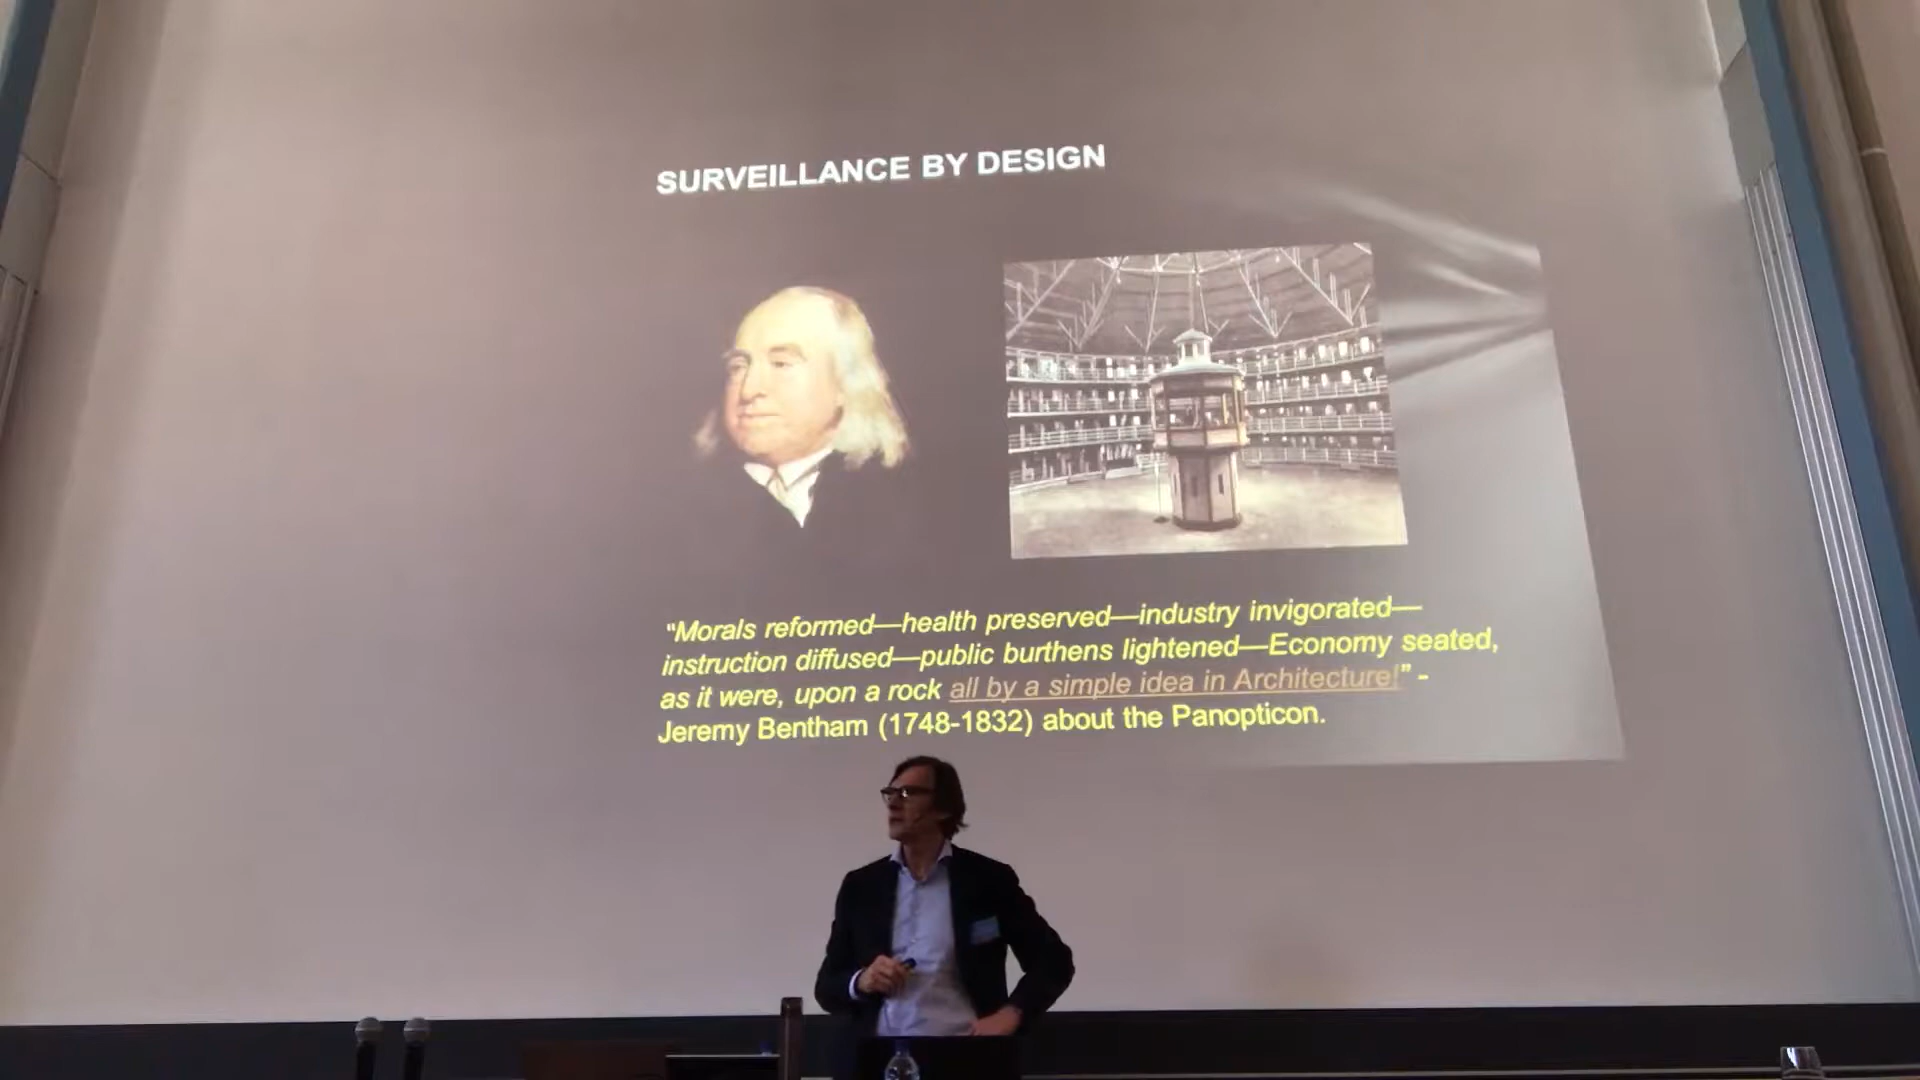 SURVEILLANCE BY DESIGN
“Morals reformed—health preserved—industry invigorated—
instruction diffused—public burthens lightened—Economy seated,
as it were, upon a rock all by a simple idea in Architecture!” -
Jeremy Bentham (1748-1832) about the Panopticon.